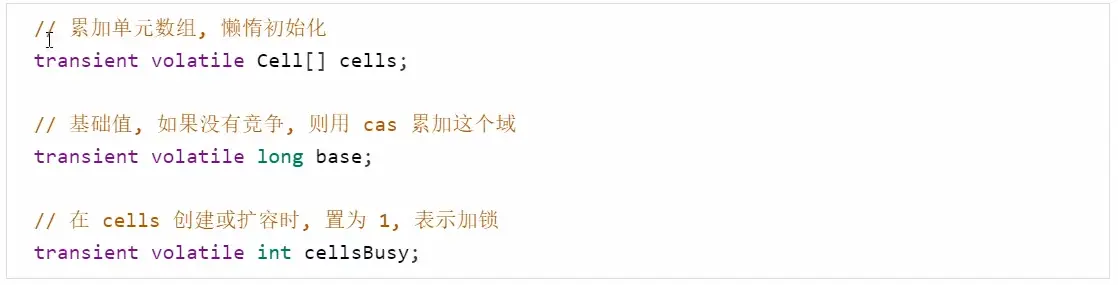 // 累加单元数组, 懒惰初始化
transient volatile Cell[] cells;
// 基础值, 如果没有竞争, 则用 cas 累加这个域
transient volatile long base;
// 在 cells 创建或扩容时, 置为 1, 表示加锁
transient volatile int cellsBusy;